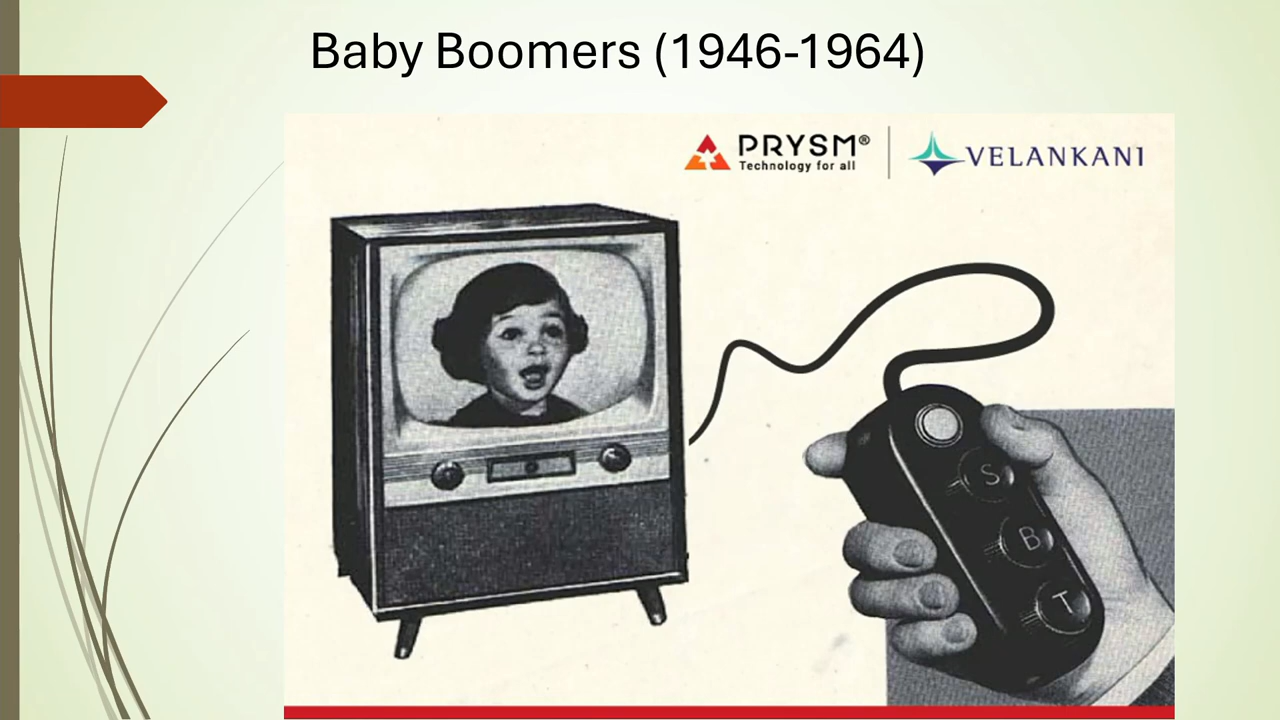 Baby Boomers (1946-1964)
PRYSM®
Technology for all
VELANKANI
S
B
T